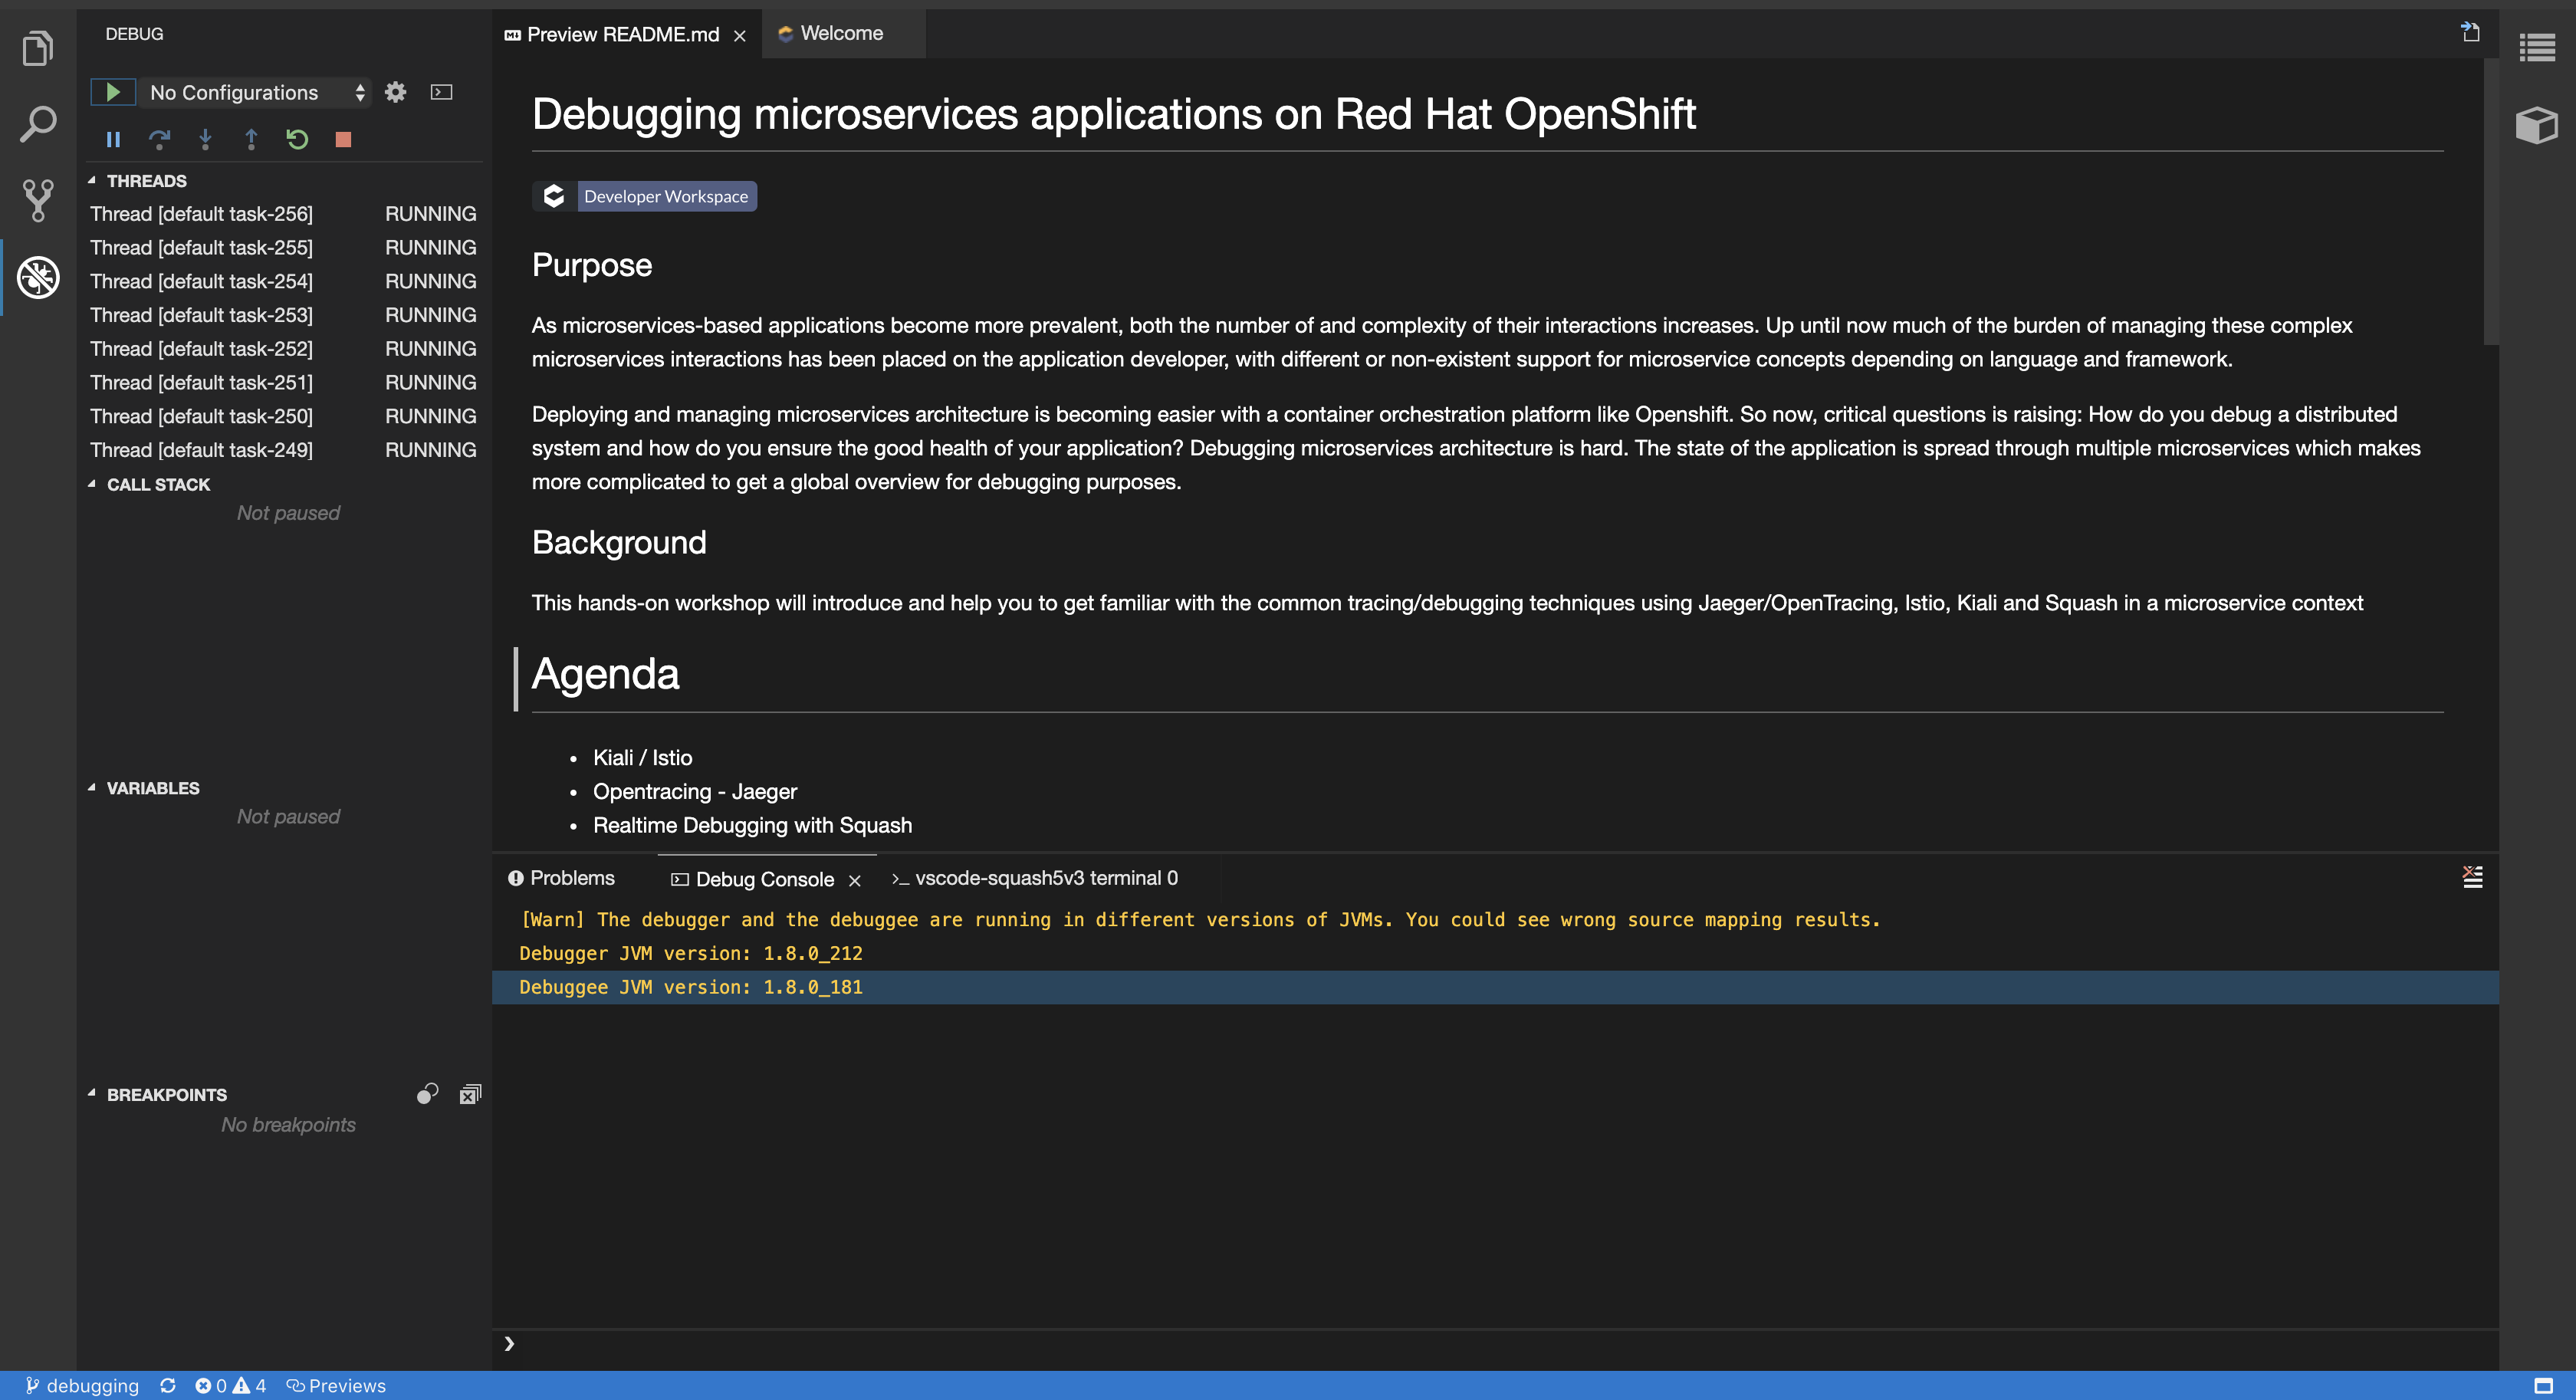 DEBUG
No Configurations
THREADS
Thread [default task-256] RUNNING
Thread [default task-255] RUNNING
Thread [default task-254] RUNNING
Thread [default task-253] RUNNING
Thread [default task-252] RUNNING
Thread [default task-251] RUNNING
Thread [default task-250] RUNNING
Thread [default task-249] RUNNING
CALL STACK
Not paused
VARIABLES
Not paused
BREAKPOINTS
No breakpoints
Preview README.md
Welcome
Debugging microservices applications on Red Hat OpenShift
Developer Workspace
Purpose
As microservices-based applications become more prevalent, both the number of and complexity of their interactions increases. Up until now much of the burden of managing these complex
microservices interactions has been placed on the application developer, with different or non-existent support for microservice concepts depending on language and framework.
Deploying and managing microservices architecture is becoming easier with a container orchestration platform like Openshift. So now, critical questions is raising: How do you debug a distributed
system and how do you ensure the good health of your application? Debugging microservices architecture is hard. The state of the application is spread through multiple microservices which makes
more complicated to get a global overview for debugging purposes.
Background
This hands-on workshop will introduce and help you to get familiar with the common tracing/debugging techniques using Jaeger/OpenTracing, Istio, Kiali and Squash in a microservice context
Agenda
• Kiali / Istio
• Opentracing - Jaeger
• Realtime Debugging with Squash
Problems
Debug Console
vscode-squash5v3 terminal 0
[Warn] The debugger and the debuggee are running in different versions of JVMs. You could see wrong source mapping results.
Debugger JVM version: 1.8.0_212
Debuggee JVM version: 1.8.0_181
debugging 0 4 Previews